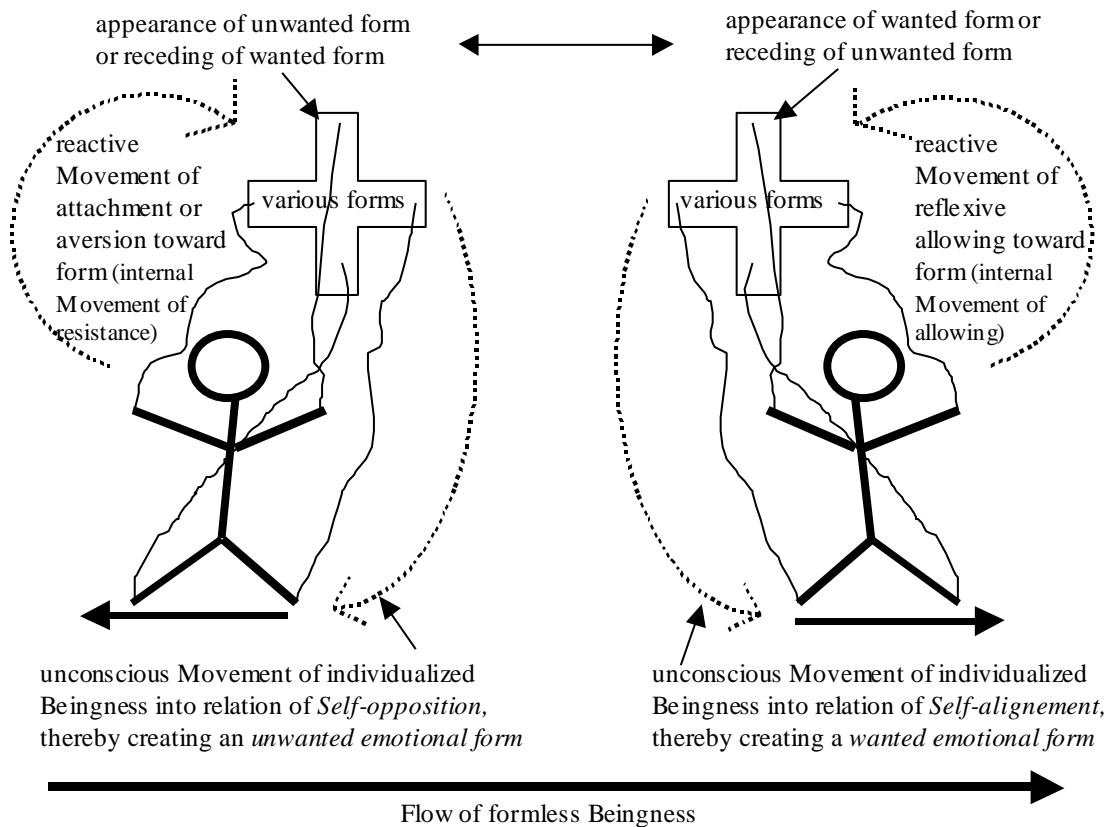 appearance of unwanted form
or receding of wanted form
appearance of wanted form or
receding of unwanted form
reactive
Movement of
attachment or
aversion toward
form (internal
Movement of
resistance)
various forms
various forms
reactive
Movement of
reflexive
allowing toward
form (internal
Movement of
allowing)
unconscious Movement of individualized
Beingness into relation of Self-opposition,
thereby creating an unwanted emotional form
unconscious Movement of individualized
Beingness into relation of Self-alignement,
thereby creating a wanted emotional form
Flow of formless Beingness